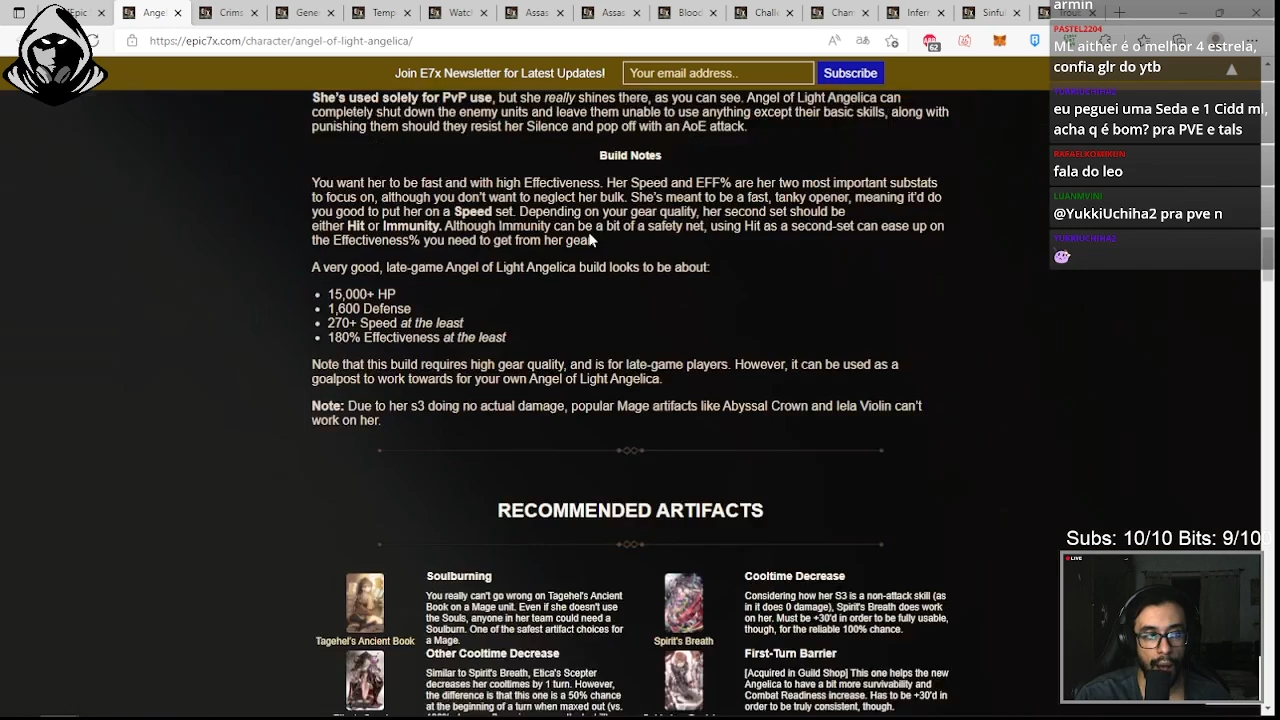 Epic
Angel
Crims
Gener
Temp
Watc
Assas
Assas
Blood
Challe
Cham
Infern
Sinful
https://epic7x.com/character/angel-of-light-angelica/
62
Join E7x Newsletter for Latest Updates!
Your email address..
Subscribe
She's used solely for PvP use, but she really shines there, as you can see. Angel of Light Angelica can
completely shut down the enemy units and leave them unable to use anything except their basic skills, along with
punishing them should they resist her Silence and pop off with an AoE attack.
Build Notes
You want her to be fast and with high Effectiveness. Her Speed and EFF% are her two most important substats
to focus on, although you don't want to neglect her bulk. She's meant to be a fast, tanky opener, meaning it'd do
you good to put her on a Speed set. Depending on your gear quality, her second set should be
either Hit or Immunity. Although Immunity can be a bit of a safety net, using Hit as a second-set can ease up on
the Effectiveness% you need to get from her gear.
A very good, late-game Angel of Light Angelica build looks to be about:
• 15,000+ HP
• 1,600 Defense
• 270+ Speed at the least
• 180% Effectiveness at the least
Note that this build requires high gear quality, and is for late-game players. However, it can be used as a
goalpost to work towards for your own Angel of Light Angelica.
Note: Due to her s3 doing no actual damage, popular Mage artifacts like Abyssal Crown and Iela Violin can't
work on her.
RECOMMENDED ARTIFACTS
Soulburning
You really can't go wrong on Tagehel's Ancient
Book on a Mage unit. Even if she doesn't use
the Souls, anyone in her team could need a
Soulburn. One of the safest artifact choices for
a Mage.
Tagehel's Ancient Book
Cooltime Decrease
Considering how her S3 is a non-attack skill (as
in it does 0 damage), Spirit's Breath does work
on her. Must be +30'd in order to be fully usable,
though, for the reliable 100% chance.
Spirit's Breath
Other Cooltime Decrease
Similar to Spirit's Breath, Elica's Scepter
decreases her cooltimes by 1 turn. However,
the difference is that this one is a 50% chance
at the beginning of a turn when maxed out (vs.
First-Turn Barrier
[Acquired in Guild Shop] This one helps the new
Angelica to have a bit more survivability and
Combat Readiness increase. Has to be +30'd in
order to be truly consistent, though.
armin
PASTEL2204
ML aither é o melhor 4 estrela,
confia glr do ytb
YUKKIUCHIHA2
eu peguei uma Seda e 1 Cidd ml,
acha q é bom? pra PVE e tals
RAFAELKOMIKBN
fala do leo
LUANMVINI
@YukkiUchiha2 pra pve n
YUKKIUCHIHA2
Subs: 10/10 Bits: 9/100
LIVE